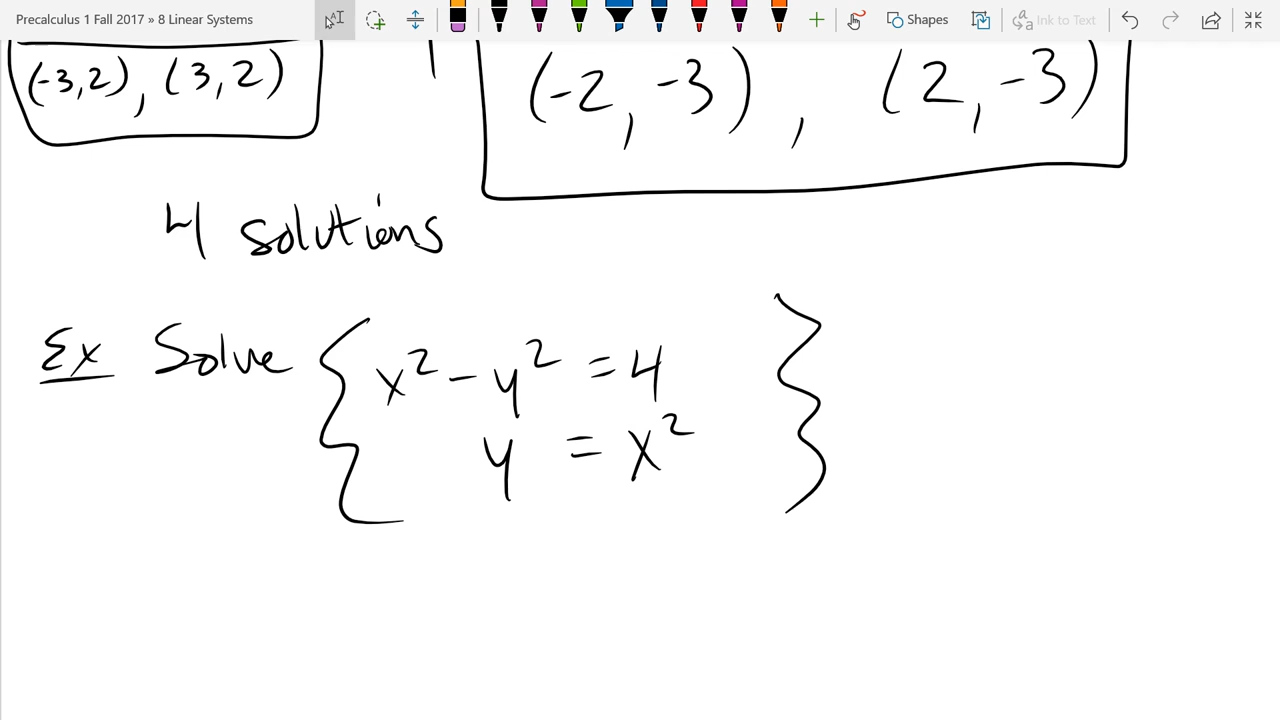 Precalculus 1 Fall 2017 » 8 Linear Systems
Shapes
Ink to Text
(-3,2), (3,2)
(-2, -3), (2, -3)
4 solutions
Ex Solve { x² - y² = 4
y = x² }